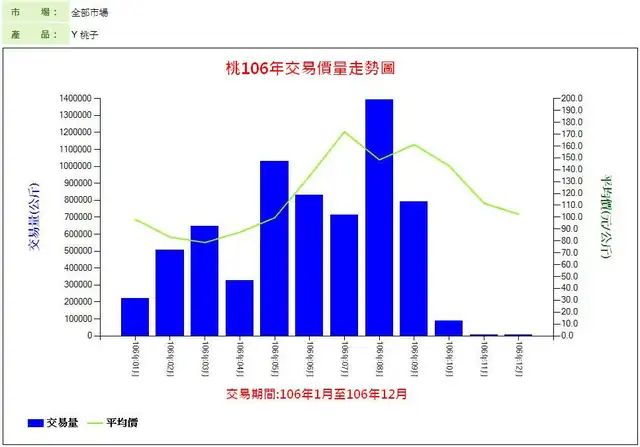 市 場： 全部市場
產 品： Y 桃子
桃106年交易價量走勢圖
交易量(公斤)
1400000
1300000
1200000
1100000
1000000
900000
800000
700000
600000
500000
400000
300000
200000
100000
0
200.0
190.0
180.0
170.0
160.0
150.0
140.0
130.0
120.0
110.0
100.0
90.0
80.0
70.0
60.0
50.0
40.0
30.0
20.0
10.0
0.0
平均價(元/公斤)
106年01月
106年02月
106年03月
106年04月
106年05月
106年06月
106年07月
106年08月
106年09月
106年10月
106年11月
106年12月
交易期間:106年1月至106年12月
交易量 平均價